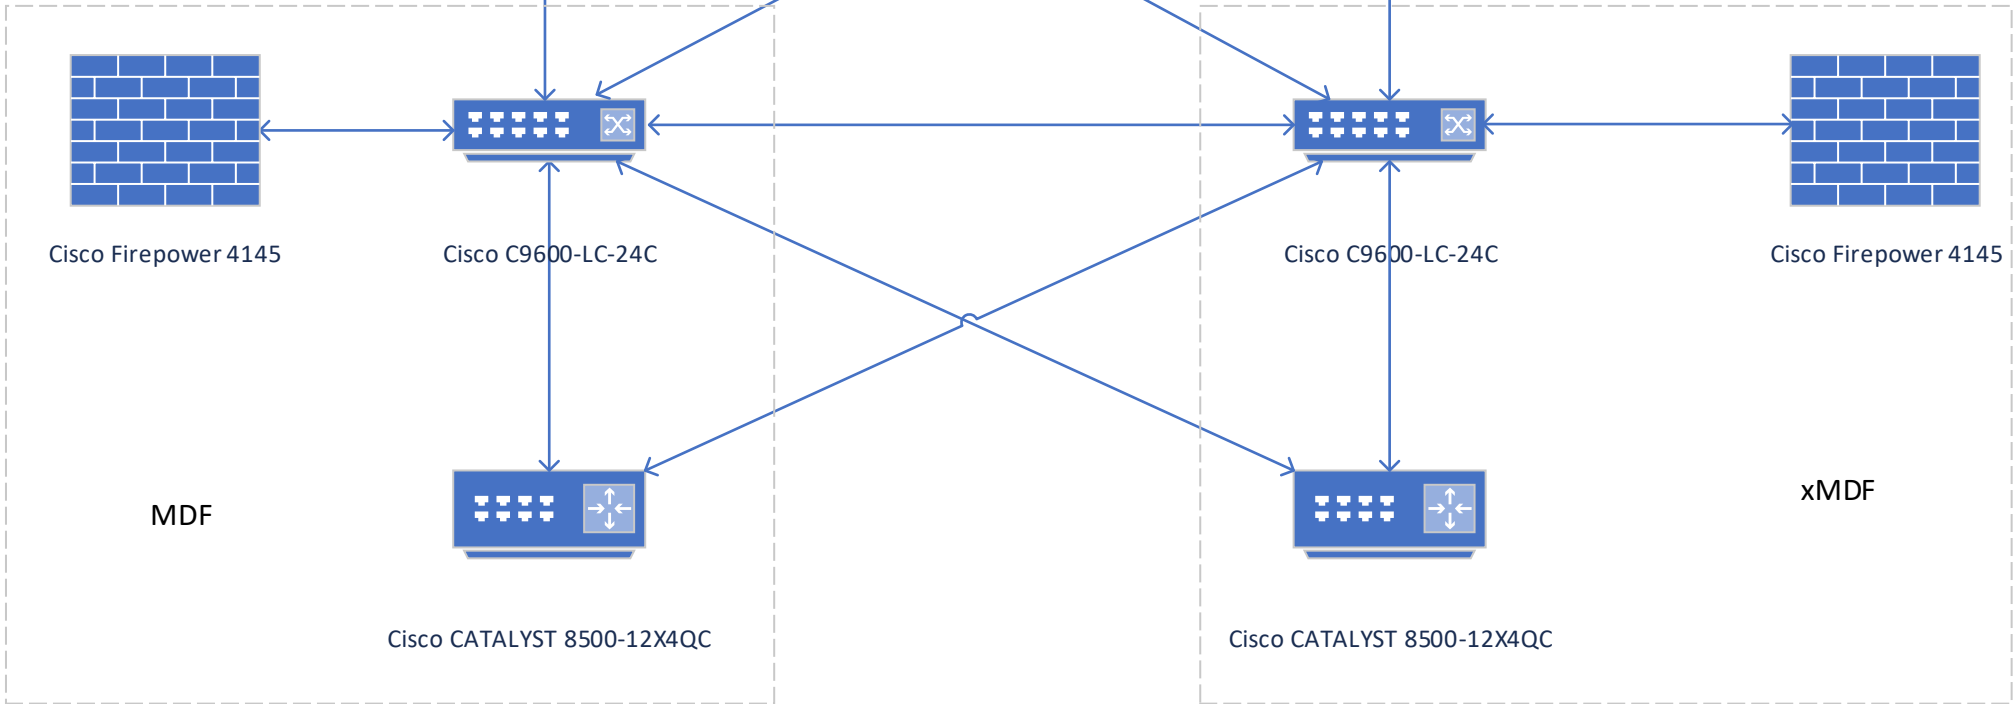 Cisco Firepower 4145
Cisco C9600-LC-24C
Cisco C9600-LC-24C
Cisco Firepower 4145
MDF
xMDF
Cisco CATALYST 8500-12X4QC
Cisco CATALYST 8500-12X4QC